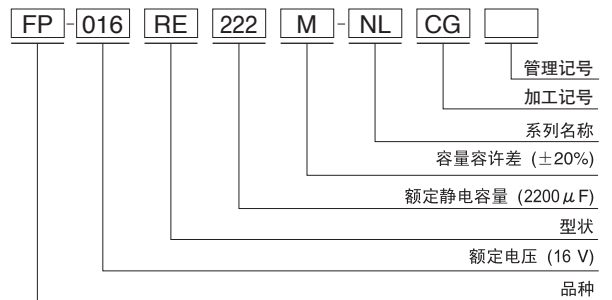 FP-016 RE 222 M-NL CG
管理记号
加工记号
系列名称
容量容许差 (±20%)
额定静电容量 (2200μF)
型状
额定电压 (16 V)
品种